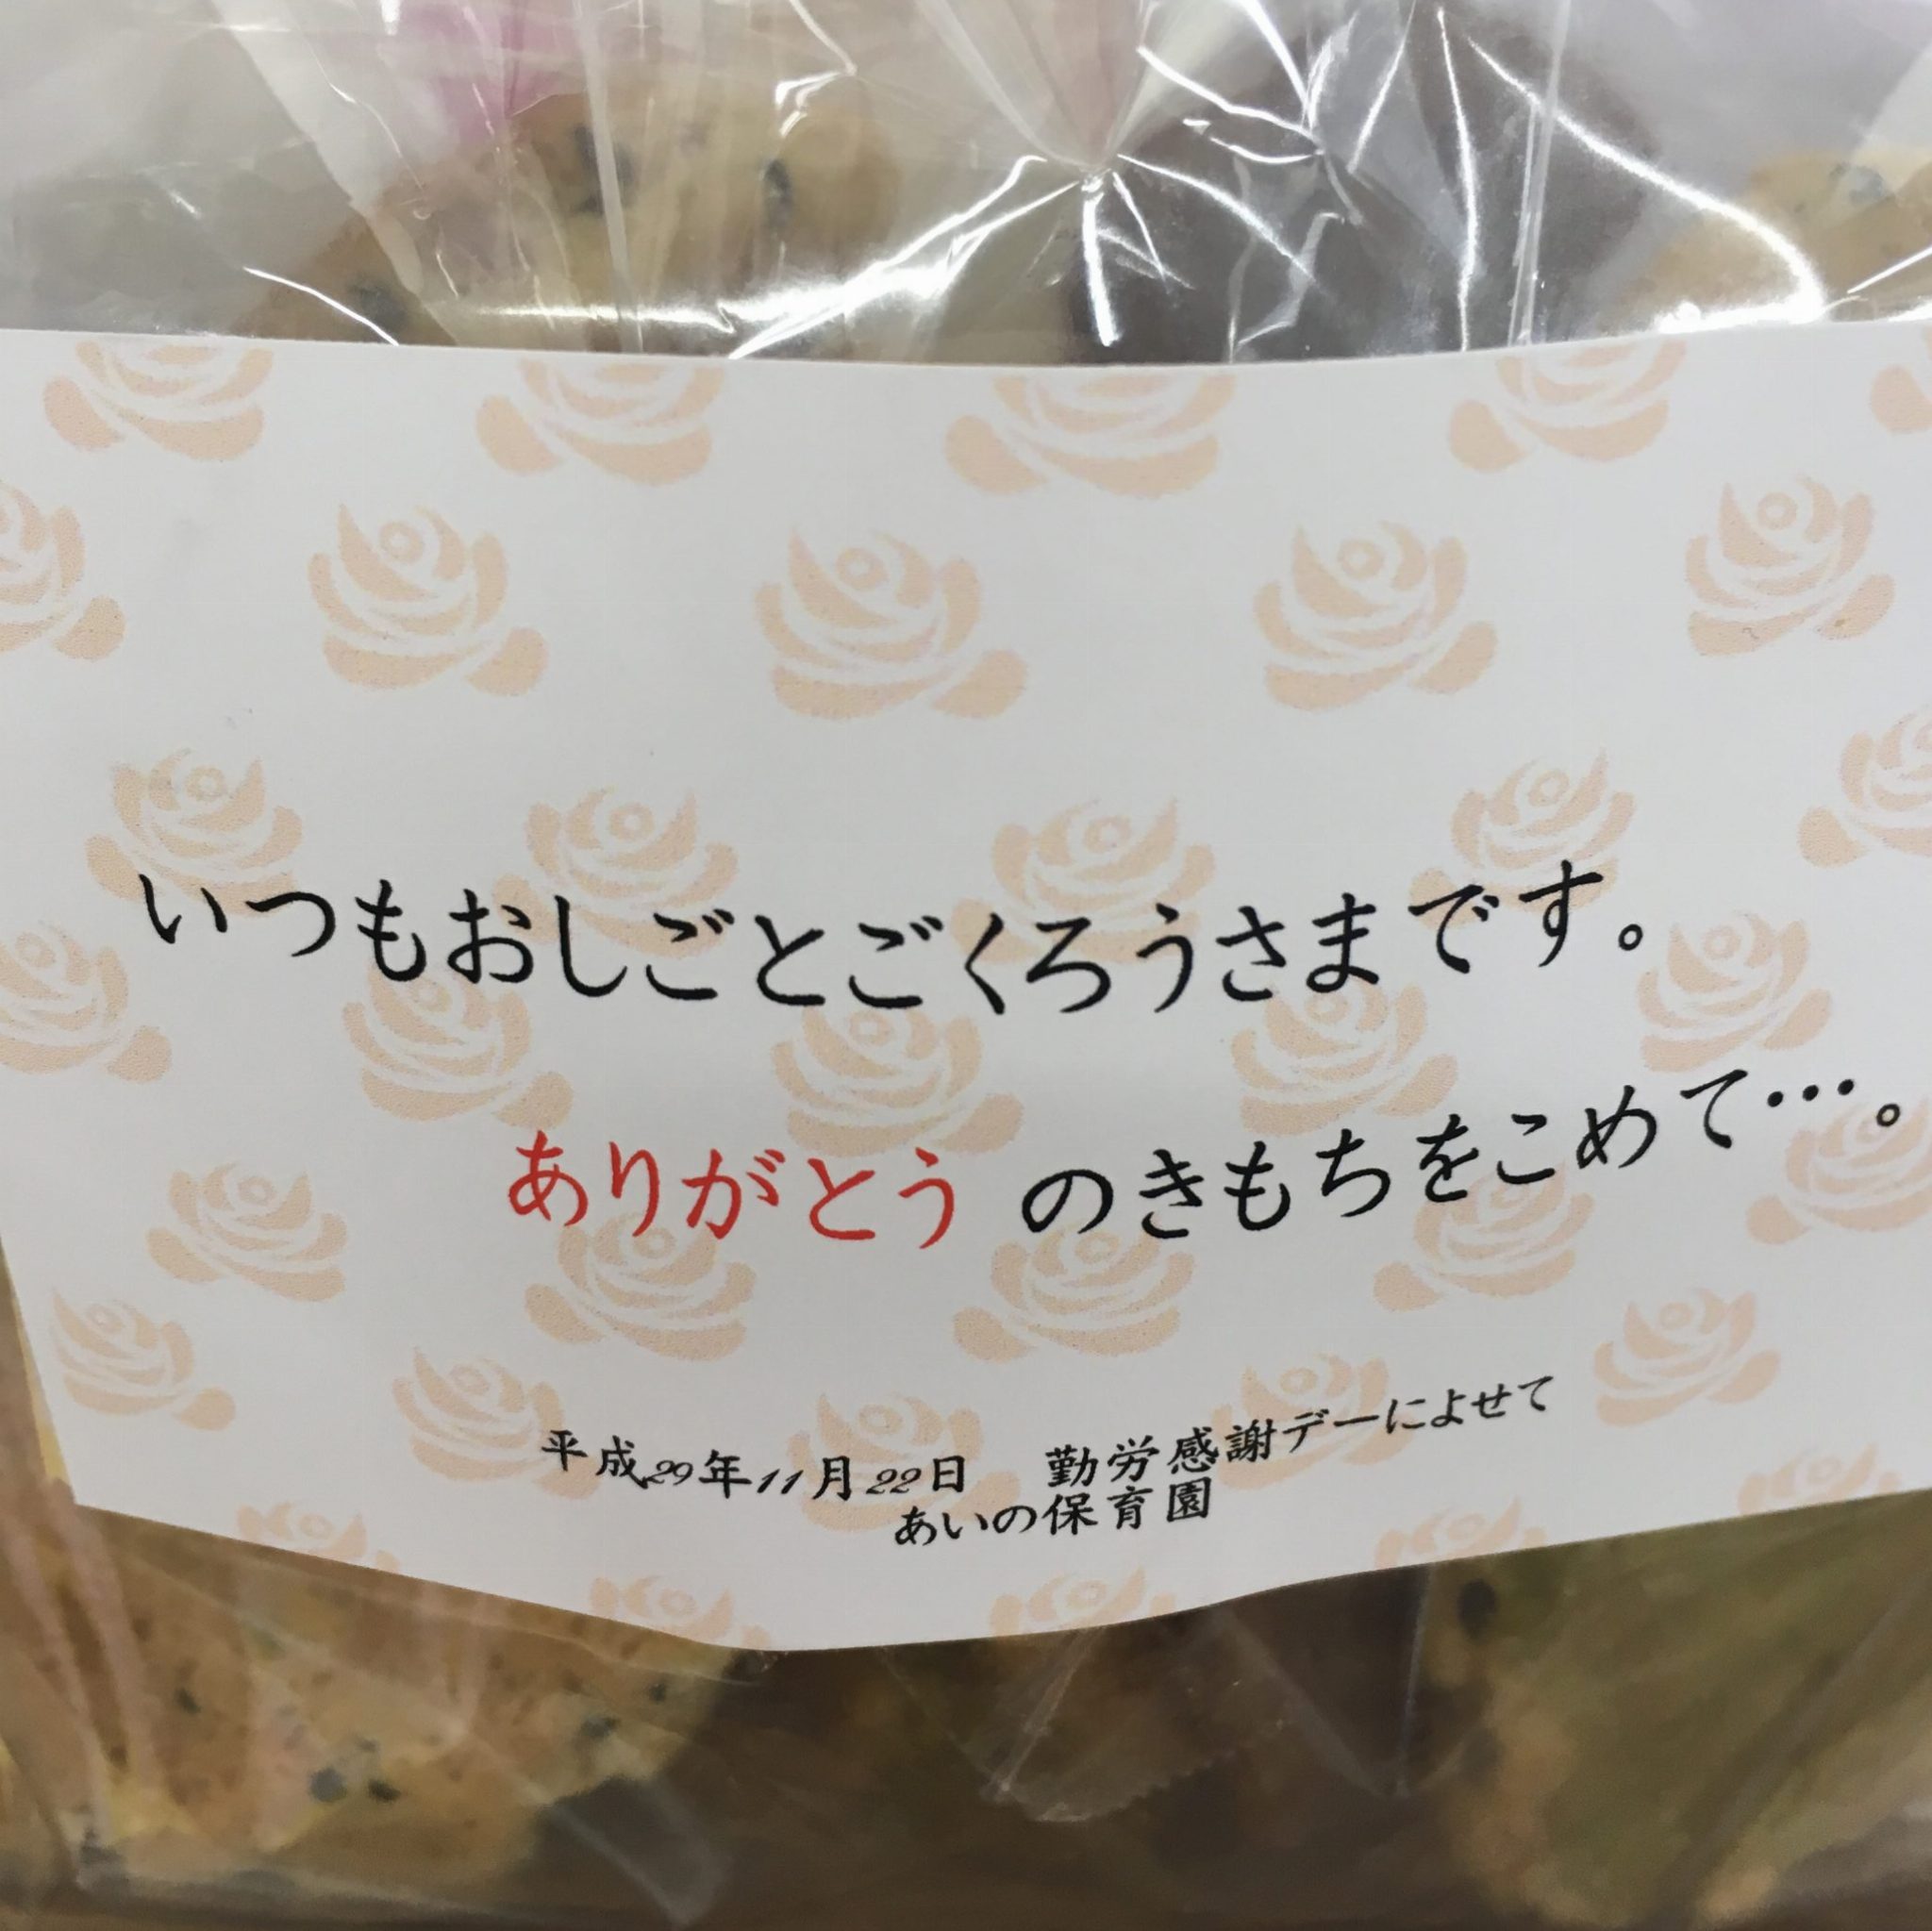 いつもおしごとごくろうさまです。
ありがとう のきもちをこめて…。
平成29年11月22日 勤労感謝デーによせて
あいの保育園